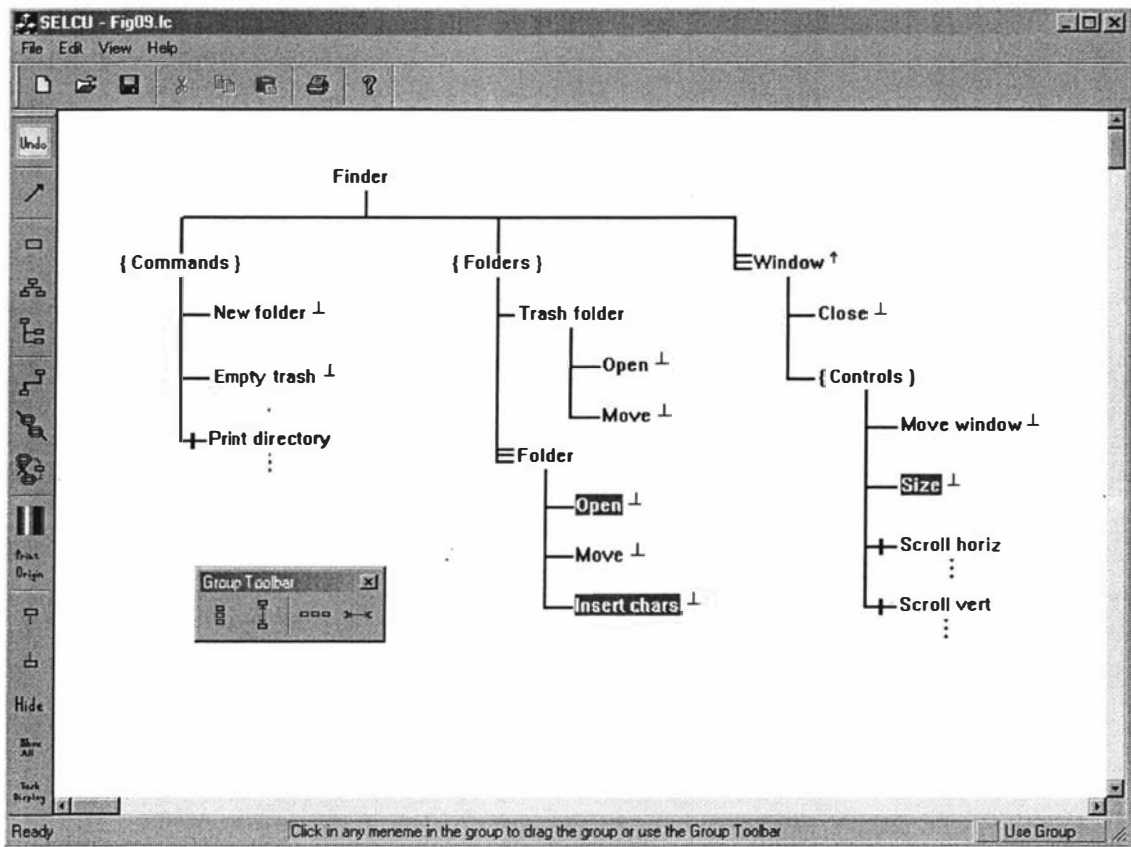 SELCU - Fig09.lc
File Edit View Help
Undo
Finder
{ Commands }
{ Folders }
Window ↑
New folder ⊥
Trash folder
Close ⊥
Open ⊥
Empty trash ⊥
{ Controls }
Move ⊥
Move window ⊥
Print directory
Folder
Size ⊥
Open ⊥
Scroll horiz
Move ⊥
Print
Origin
Group Toolbar
Insert chars ⊥
Scroll vert
Hide
Show
All
Task
Display
Ready
Click in any meneme in the group to drag the group or use the Group Toolbar
Use Group